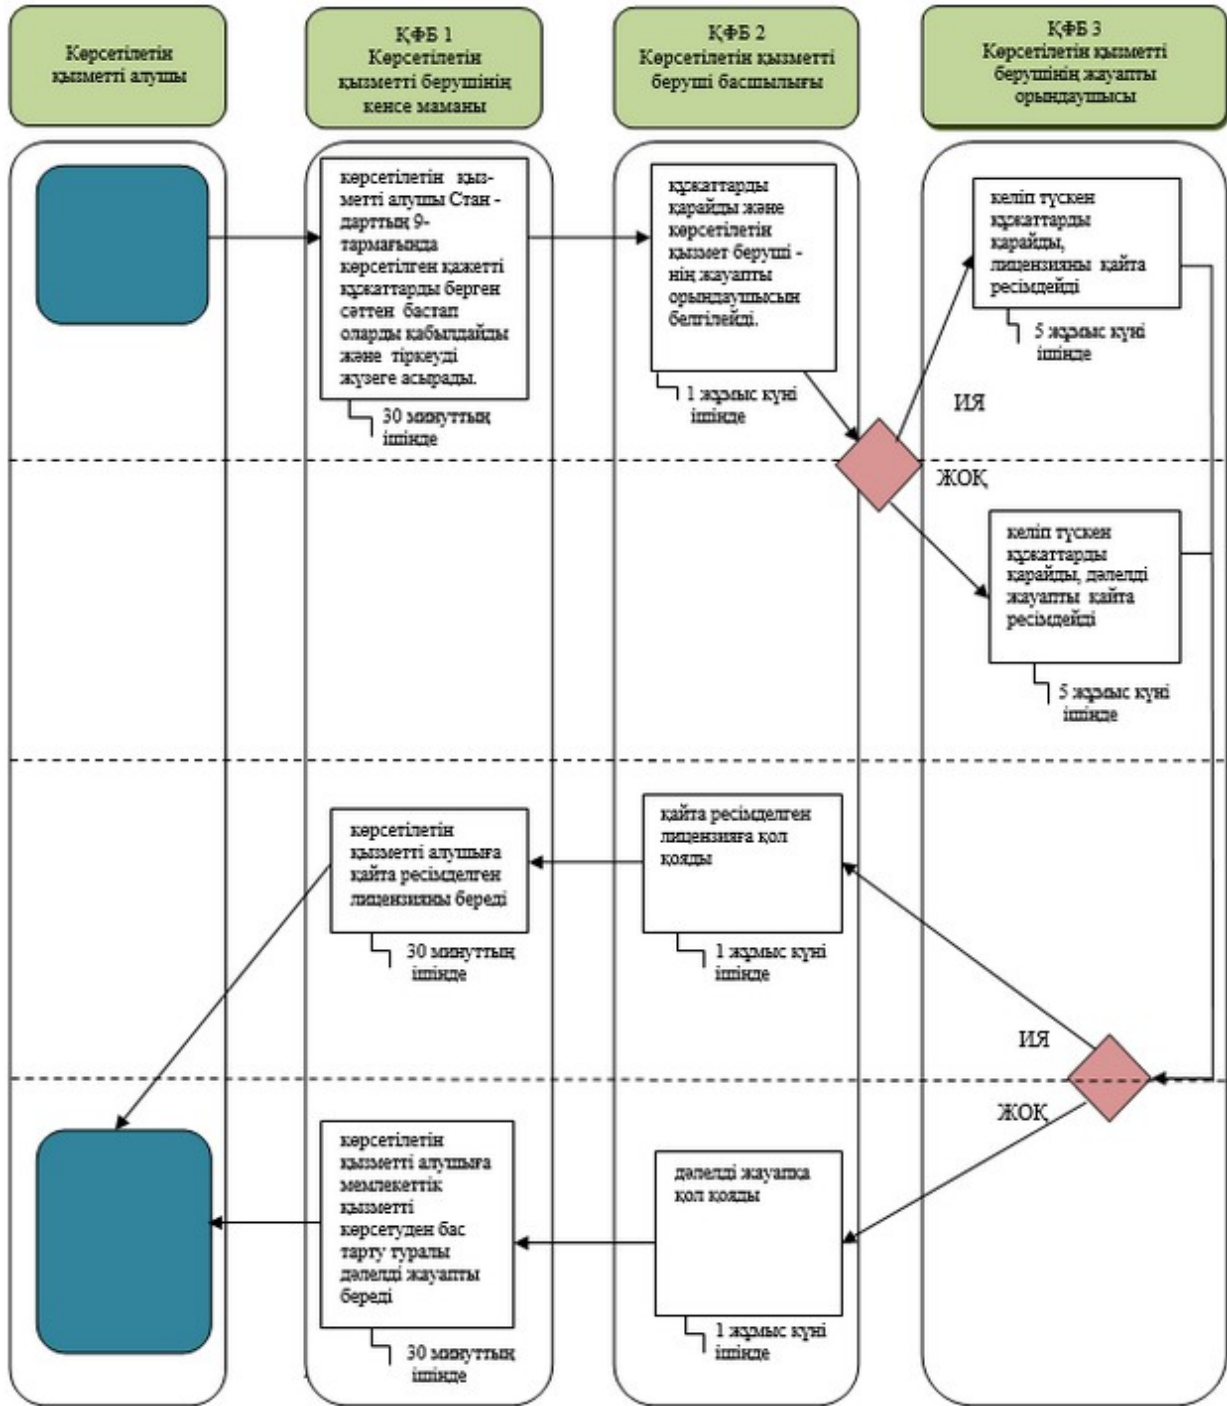 Көрсетілетін
қызметті алушы
ҚФБ 1
Көрсетілетін
қызметті берушінің
кенсе маманы
ҚФБ 2
Көрсетілетін қызметті
беруші басшылығы
ҚФБ 3
Көрсетілетін қызметті
берушінің жауапты
орындаушысы
көрсетілетін қыз-
метті алушы Стан -
дарттың 9-
тармағында
көрсетілген қажетті
құжаттарды берген
сәттен бастап
оларды қабылдайды
және тіркеуді
жүзеге асырады.
30 минуттың
ішінде
құжаттарды
қарайды және
көрсетілетін
қызмет беруші -
нің жауапты
орындаушысын
белгілейді.
1 жұмыс күні
ішінде
келіп түскен
құжаттарды
қарайды,
лицензияны қайта
ресімдейді
5 жұмыс күні
ішінде
ИЯ
ЖОҚ
келіп түскен
құжаттарды
қарайды, дәлелді
жауапты қайта
ресімдейді
5 жұмыс күні
ішінде
көрсетілетін
қызметті алушыға
қайта ресімделген
лицензияны береді
30 минуттың
ішінде
қайта ресімделген
лицензияға қол
қояды
1 жұмыс күні
ішінде
ИЯ
ЖОҚ
көрсетілетін
қызметті алушыға
мемлекеттік
қызметті
көрсетуден бас
тарту туралы
дәлелді жауапты
береді
30 минуттың
ішінде
дәлелді жауапқа
қол қояды
1 жұмыс күні
ішінде